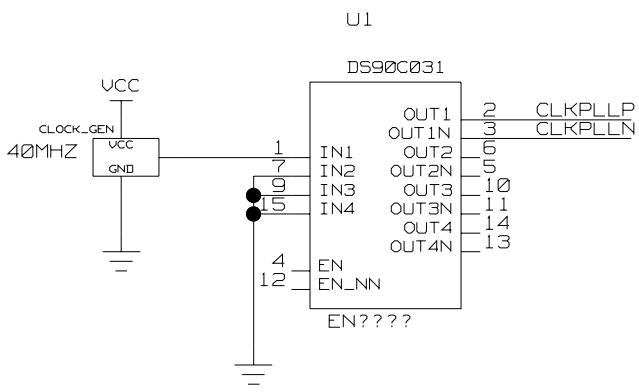 U1
DS90C031
VCC
CLOCK_GEN
40MHZ
VCC
GND
1 IN1
7 IN2
9 IN3
15 IN4
4 EN
12 EN_NN
OUT1 2 CLKPLLP
OUT1N 3 CLKPLLN
OUT2 6
OUT2N 5
OUT3 10
OUT3N 11
OUT4 14
OUT4N 13
EN????